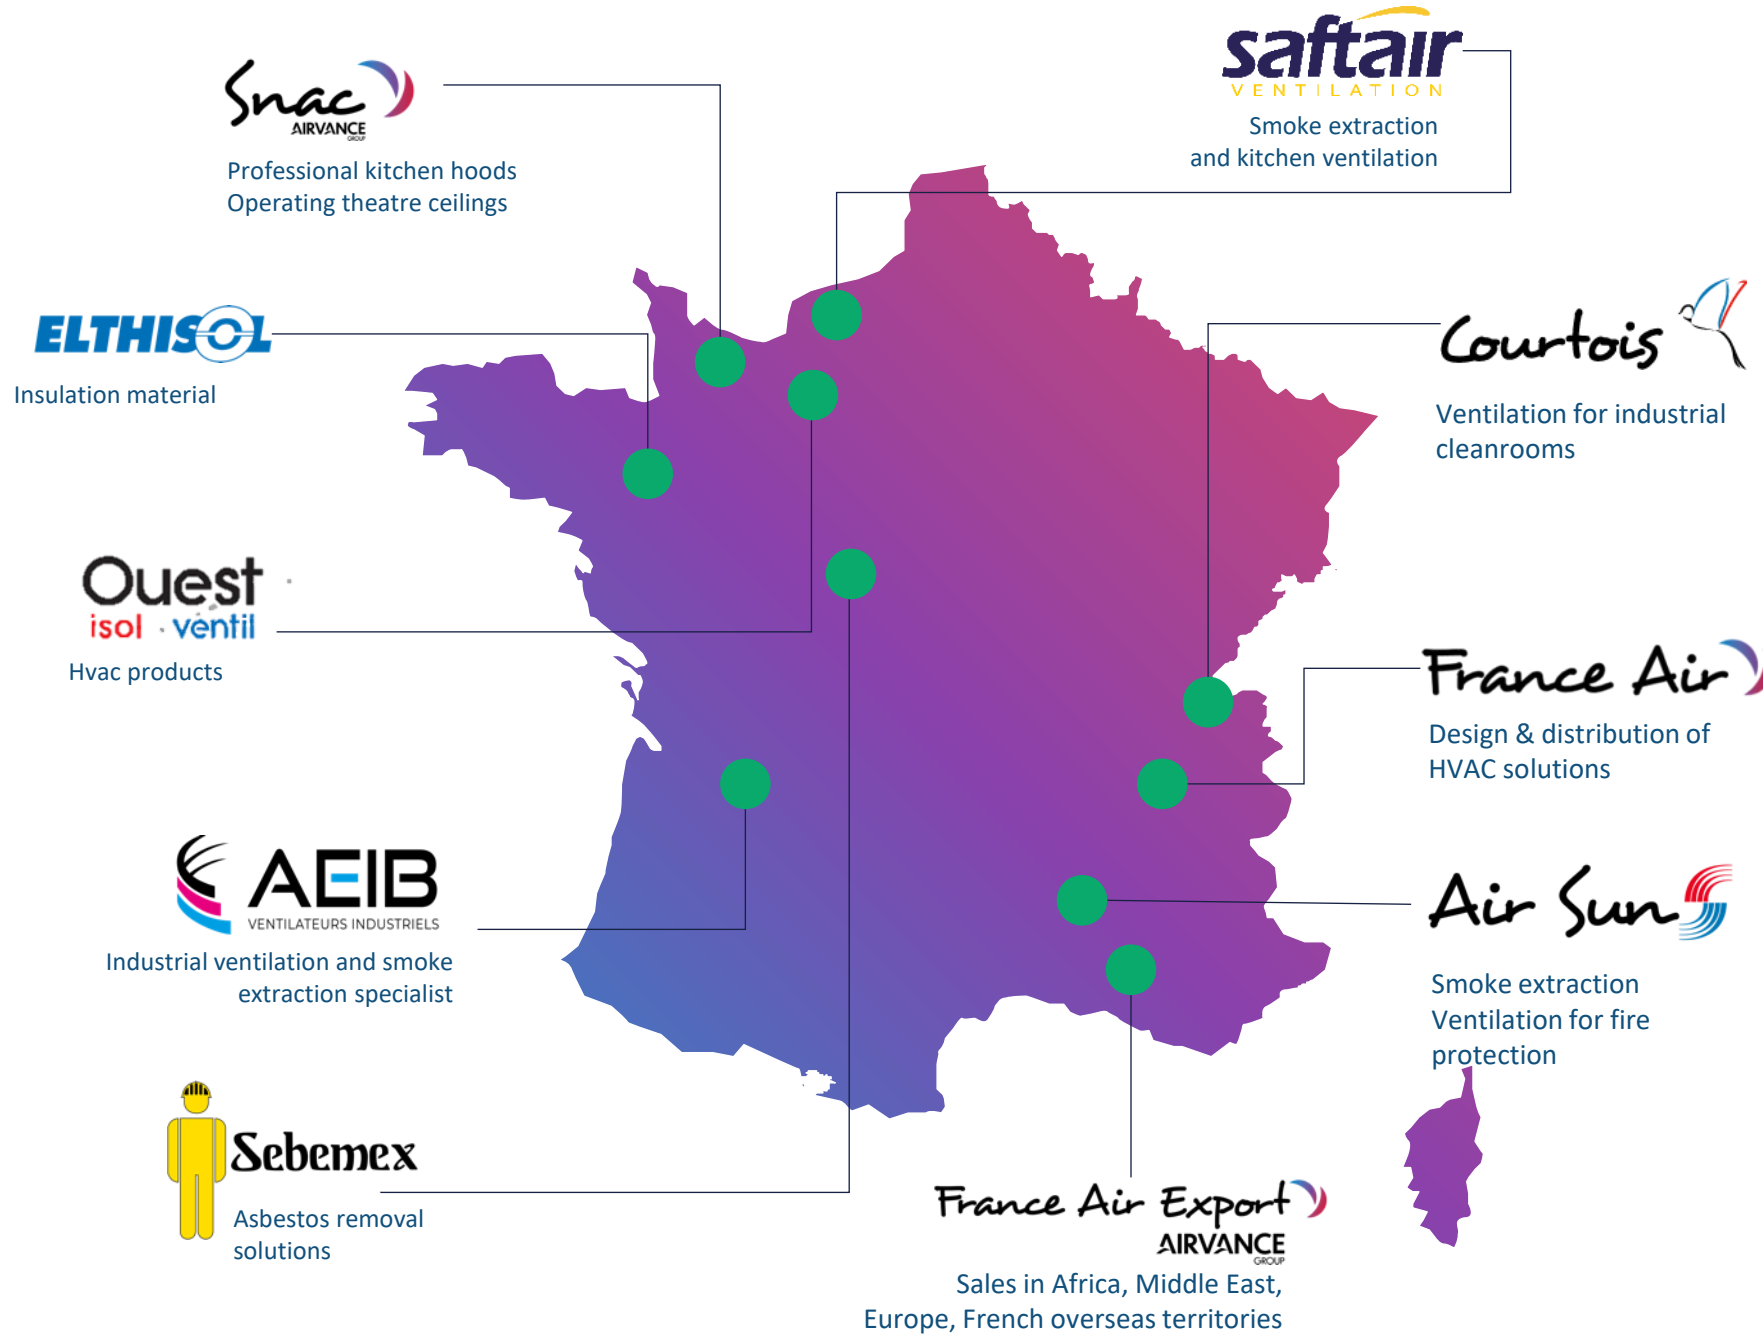 saftair
VENTILATION
Smoke extraction
and kitchen ventilation
Snac
AIRVANCE
GROUP
Professional kitchen hoods
Operating theatre ceilings
ELTHISOL
Insulation material
Courtois
Ventilation for industrial
cleanrooms
Ouest
isol · ventil
Hvac products
France Air
Design & distribution of
HVAC solutions
AEIB
VENTILATEURS INDUSTRIELS
Industrial ventilation and smoke
extraction specialist
Air Sun
Smoke extraction
Ventilation for fire
protection
Sebemex
Asbestos removal
solutions
France Air Export
AIRVANCE
GROUP
Sales in Africa, Middle East,
Europe, French overseas territories